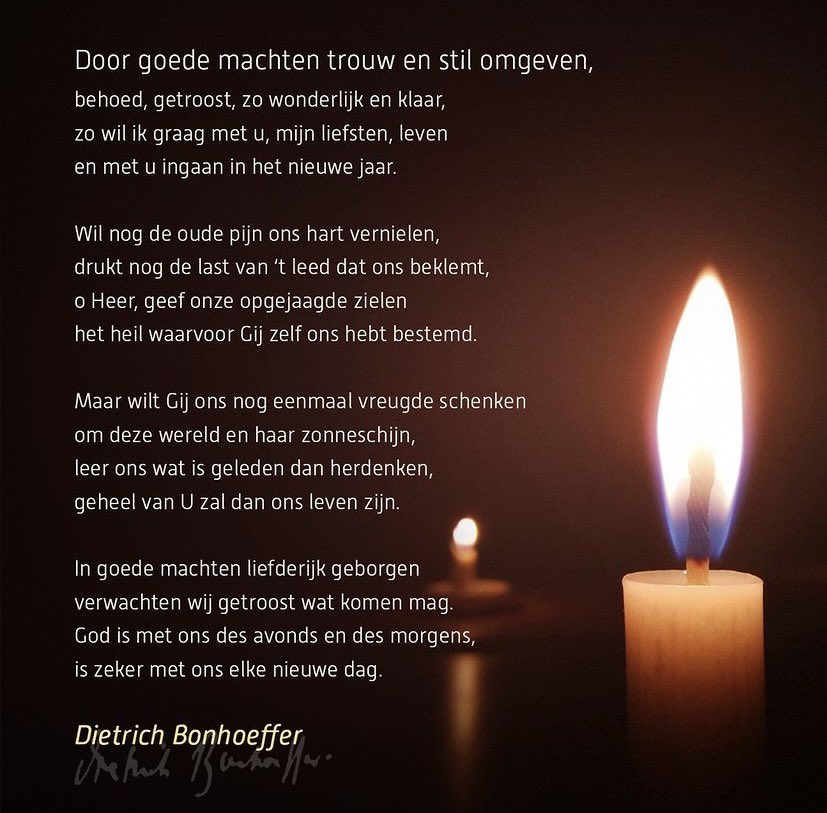 Door goede machten trouw en stil omgeven,
behoed, getroost, zo wonderlijk en klaar,
zo wil ik graag met u, mijn liefsten, leven
en met u ingaan in het nieuwe jaar.
Wil nog de oude pijn ons hart vernielen,
drukt nog de last van ‘t leed dat ons beklemt,
o Heer, geef onze opgejaagde zielen
het heil waarvoor Gij zelf ons hebt bestemd.
Maar wilt Gij ons nog eenmaal vreugde schenken
om deze wereld en haar zonneschijn,
leer ons wat is geleden dan herdenken,
geheel van U zal dan ons leven zijn.
In goede machten liefderijk geborgen
verwachten wij getroost wat komen mag.
God is met ons des avonds en des morgens,
is zeker met ons elke nieuwe dag.
Dietrich Bonhoeffer
Dietrich Bonhoeffer.